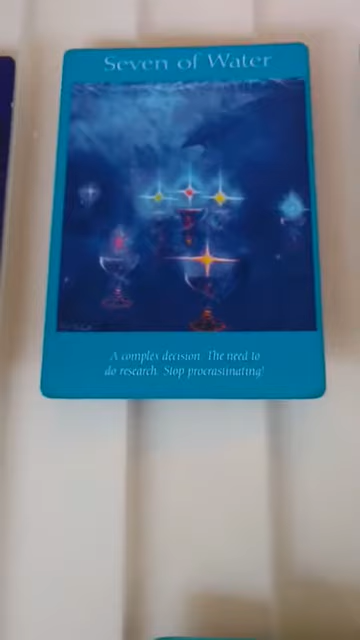 Seven of Water
A complex decision. The need to
do research. Stop procrastinating!